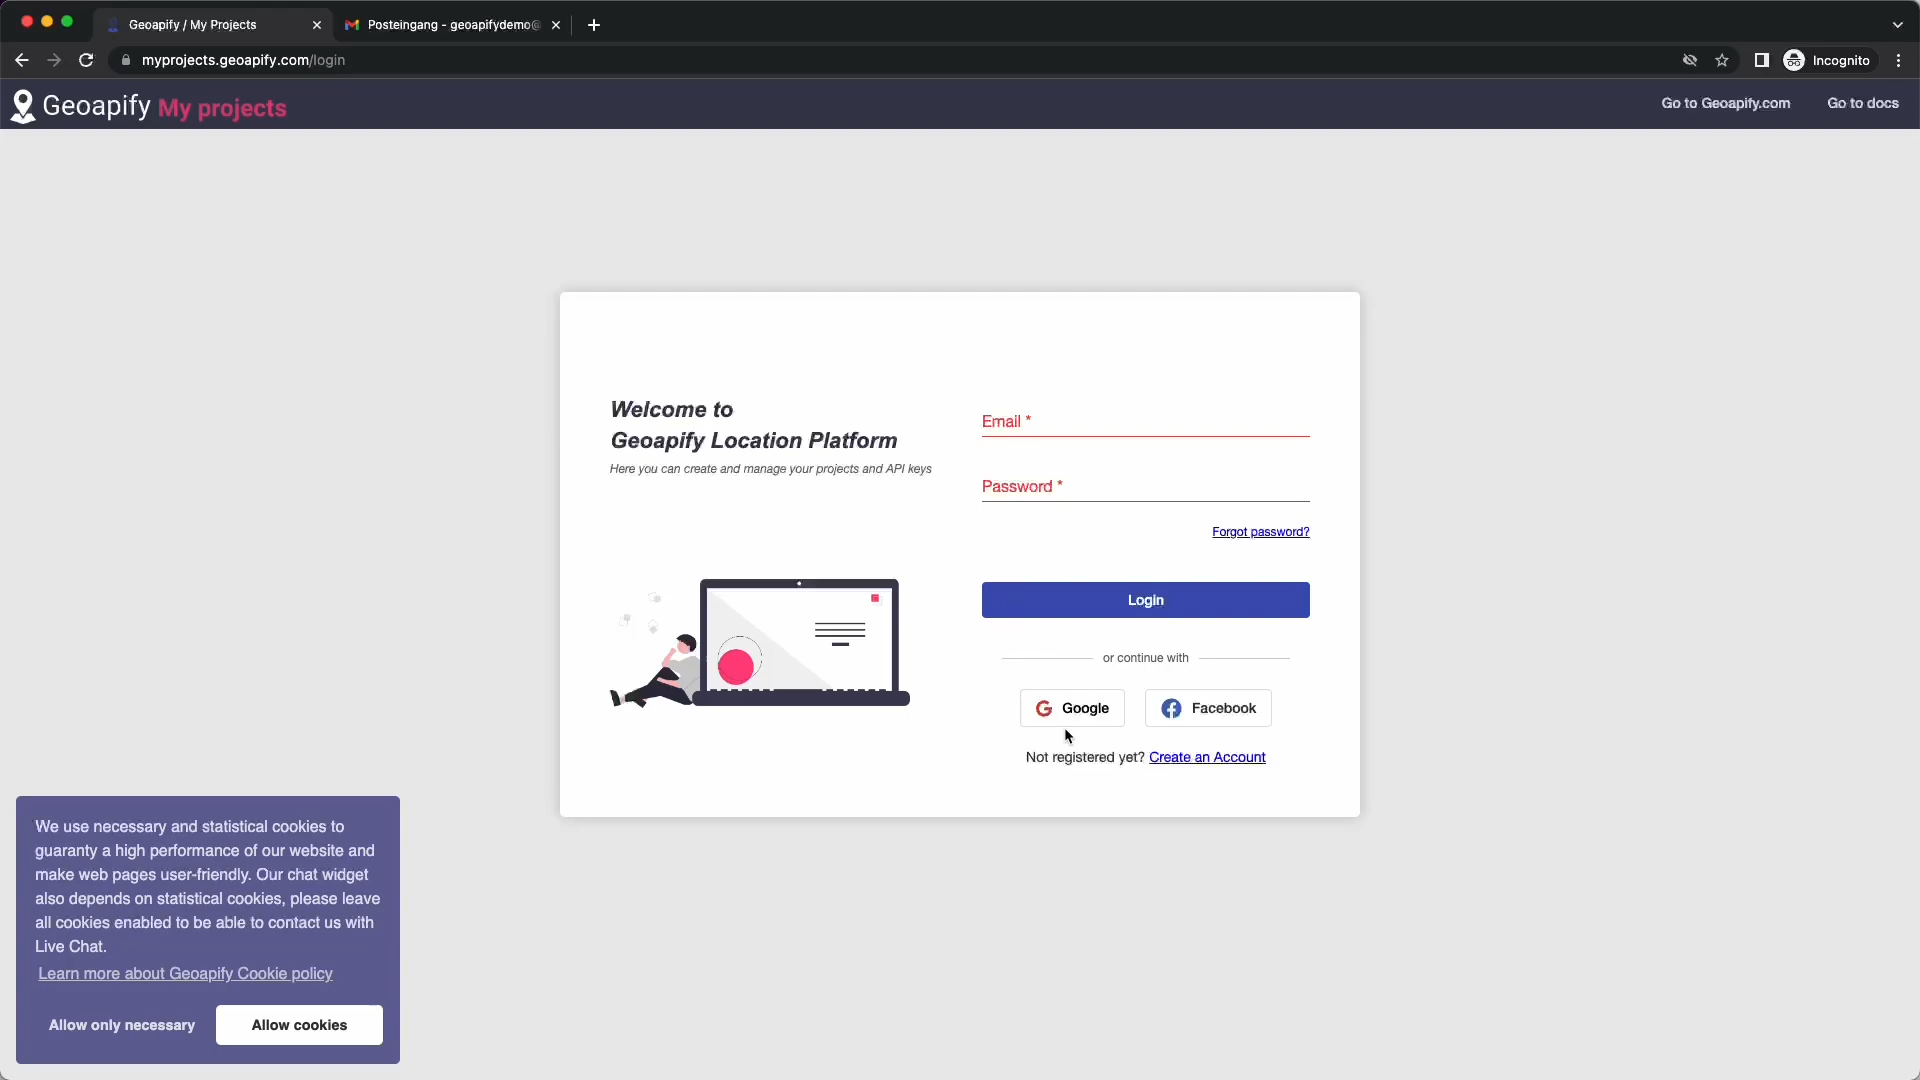 Geoapify / My Projects
Posteingang - geoapifydemo@
myprojects.geoapify.com/login
Incognito
Geoapify My projects
Go to Geoapify.com
Go to docs
Welcome to
Geoapify Location Platform
Here you can create and manage your projects and API keys
Email *
Password *
Forgot password?
Login
or continue with
Google
Facebook
Not registered yet? Create an Account
We use necessary and statistical cookies to
guaranty a high performance of our website and
make web pages user-friendly. Our chat widget
also depends on statistical cookies, please leave
all cookies enabled to be able to contact us with
Live Chat.
Learn more about Geoapify Cookie policy
Allow only necessary
Allow cookies